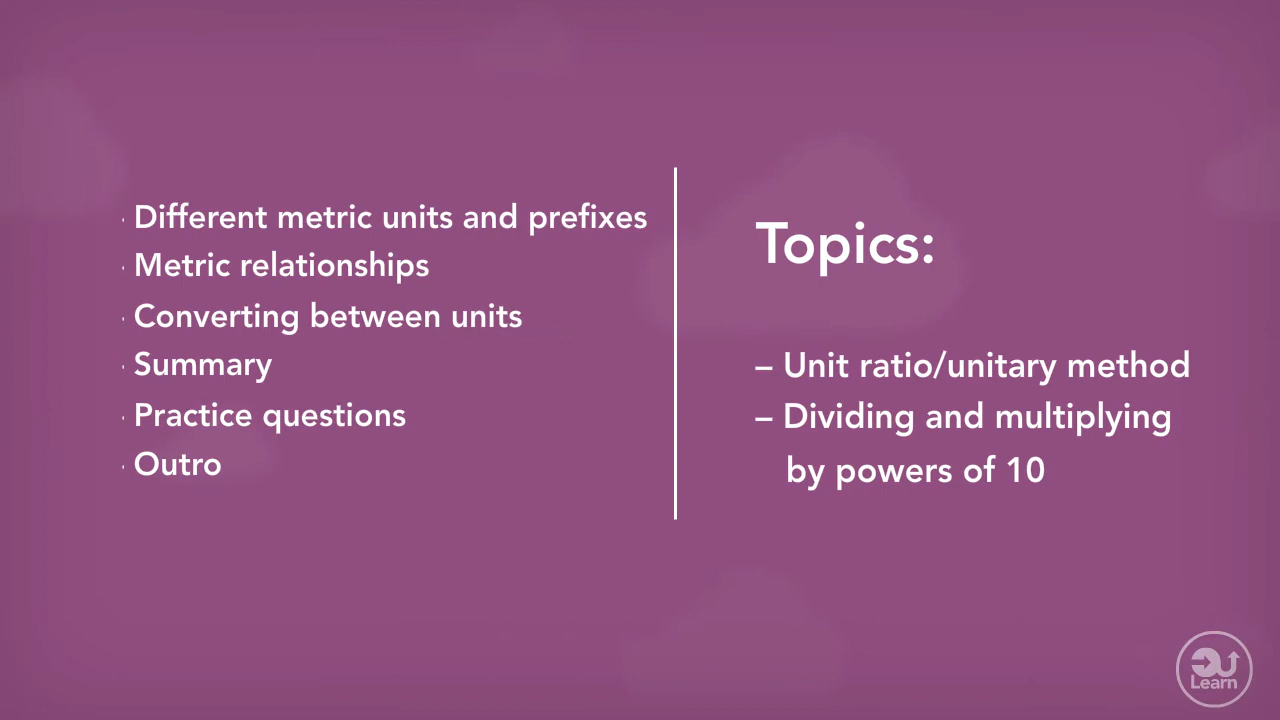 · Different metric units and prefixes
· Metric relationships
· Converting between units
· Summary
· Practice questions
· Outro
Topics:
– Unit ratio/unitary method
– Dividing and multiplying
by powers of 10
Learn